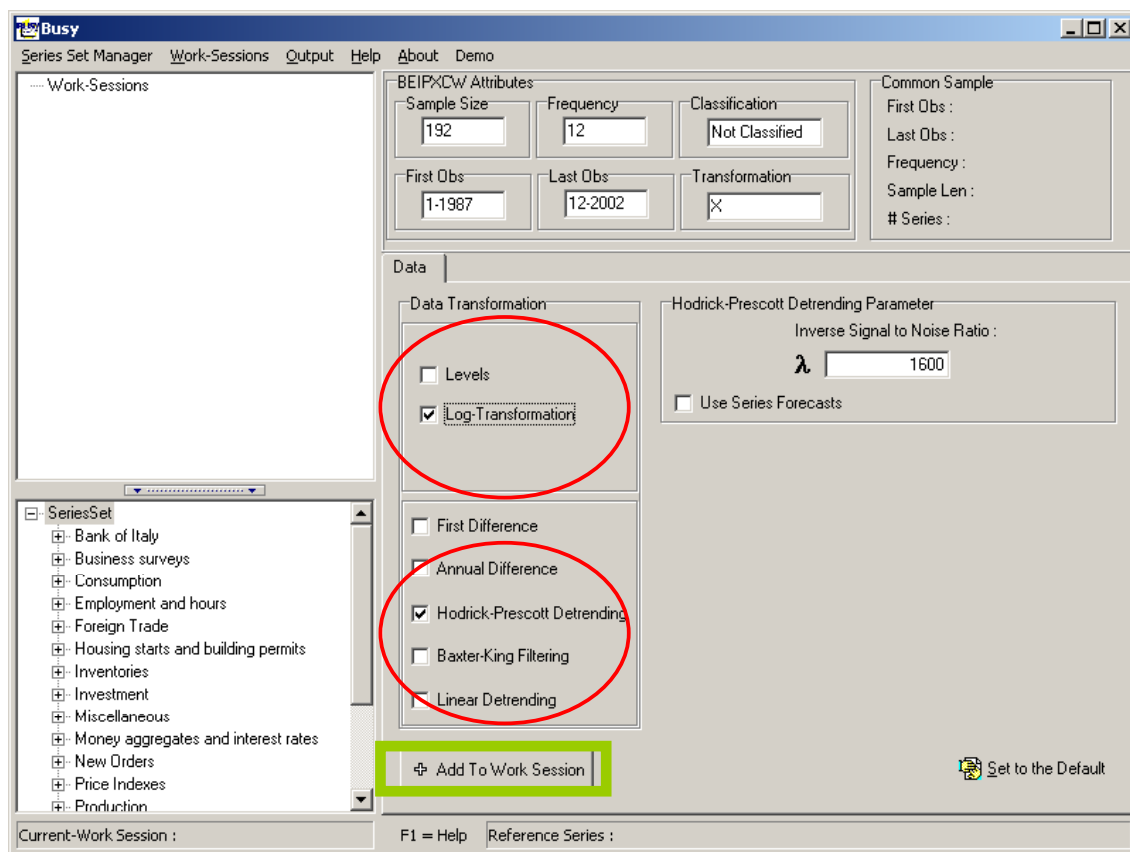 Busy
Series Set Manager Work-Sessions Output Help About Demo
Work-Sessions
BEIPXCW Attributes
Sample Size
192
Frequency
12
Classification
Not Classified
First Obs
1-1987
Last Obs
12-2002
Transformation
X
Common Sample
First Obs :
Last Obs :
Frequency :
Sample Len :
# Series :
Data
Data Transformation
Levels
Log-Transformation
First Difference
Annual Difference
Hodrick-Prescott Detrending
Baxter-King Filtering
Linear Detrending
Hodrick-Prescott Detrending Parameter
Inverse Signal to Noise Ratio :
λ 1600
Use Series Forecasts
SeriesSet
Bank of Italy
Business surveys
Consumption
Employment and hours
Foreign Trade
Housing starts and building permits
Inventories
Investment
Miscellaneous
Money aggregates and interest rates
New Orders
Price Indexes
Production
Add To Work Session
Set to the Default
Current-Work Session :
F1 = Help
Reference Series :